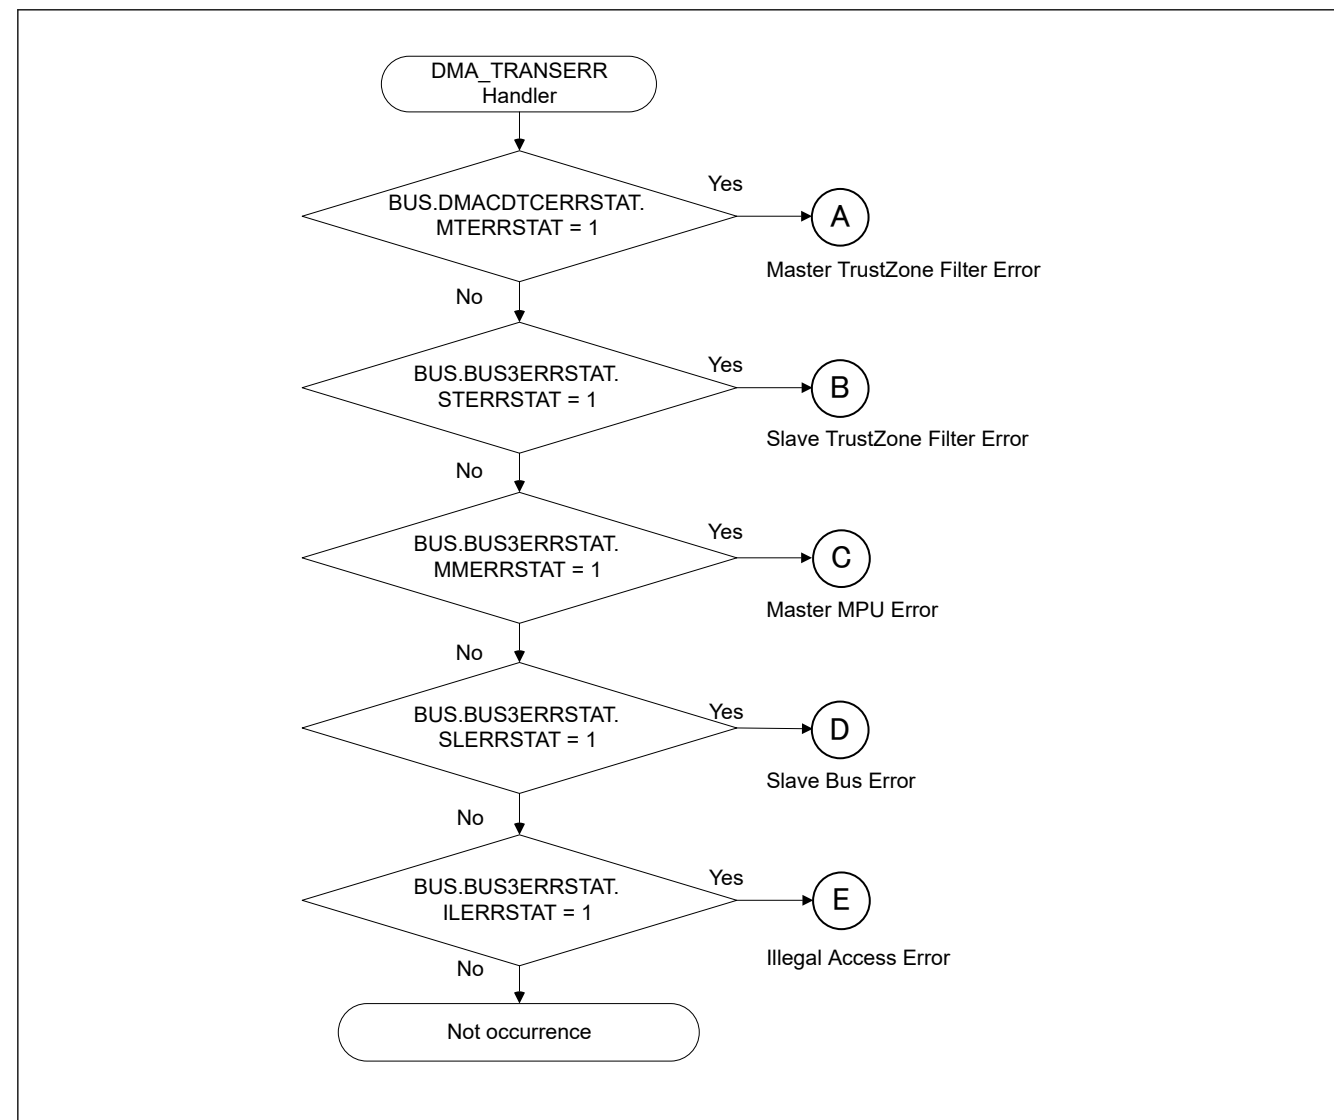 DMA_TRANSERR
Handler
BUS.DMACDTCERRSTAT.
MTERRSTAT = 1
Yes
A
Master TrustZone Filter Error
No
BUS.BUS3ERRSTAT.
STERRSTAT = 1
Yes
B
Slave TrustZone Filter Error
No
BUS.BUS3ERRSTAT.
MMERRSTAT = 1
Yes
C
Master MPU Error
No
BUS.BUS3ERRSTAT.
SLERRSTAT = 1
Yes
D
Slave Bus Error
No
BUS.BUS3ERRSTAT.
ILERRSTAT = 1
Yes
E
Illegal Access Error
No
Not occurrence